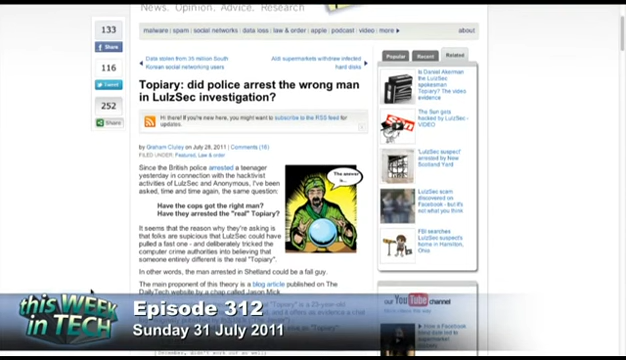 News, Opinion, Advice, Research
133
Share
116
Tweet
252
Share
malware | spam | social networks | data loss | law & order | apple | podcast | video | more
about
Data stolen from 35 million South
Korean social networking users
Aldi supermarkets withdrew infected
hard disks
Topiary: did police arrest the wrong man
in LulzSec investigation?
Hi there! If you're new here, you might want to subscribe to the RSS feed for
updates.
by Graham Cluley on July 28, 2011 | Comments (16)
FILED UNDER: Featured, Law & order
Since the British police arrested a teenager
yesterday in connection with the hacktivist
activities of LulzSec and Anonymous, I've been
asked, time and time again, the same question:
Have the cops got the right man?
Have they arrested the "real" Topiary?
It seems that the reason why they're asking is
that folks are supicious that LulzSec could have
pulled a fast one - and deliberately tricked the
computer crime authorities into believing that
someone entirely different is the real "Topiary".
In other words, the man arrested in Shetland could be a fall guy.
The main proponent of this theory is a blog article published on The
DailyTech website by a chap called Jason Mick.
The answer
is....
Popular
Recent
Related
Is Daniel Akerman
the LulzSec
spokesman
Topiary? The video
evidence
The Sun gets
hacked by LulzSec -
VIDEO
'LulzSec suspect'
arrested by New
Scotland Yard
LulzSec scam
discovered on
Facebook - but it's
not what you think
FBI searches
LulzSec suspect's
home in Hamilton,
Ohio
our YouTube channel
this WEEK
in TECH
Episode 312
Sunday 31 July 2011